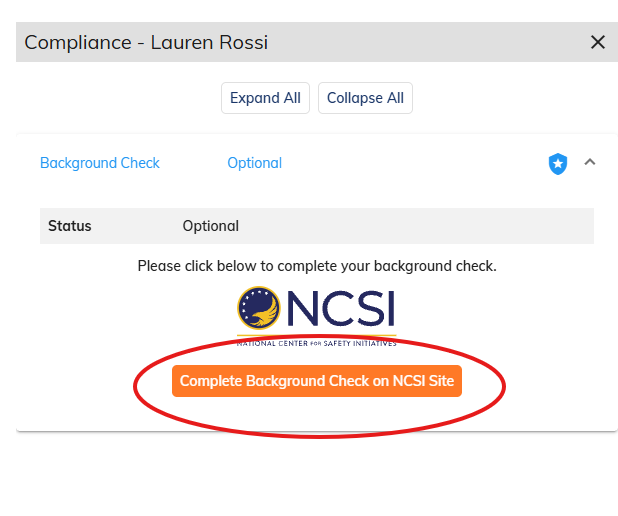 Compliance - Lauren Rossi
Expand All Collapse All
Background Check Optional
Status Optional
Please click below to complete your background check.
NCSI
NATIONAL CENTER FOR SAFETY INITIATIVES
Complete Background Check on NCSI Site